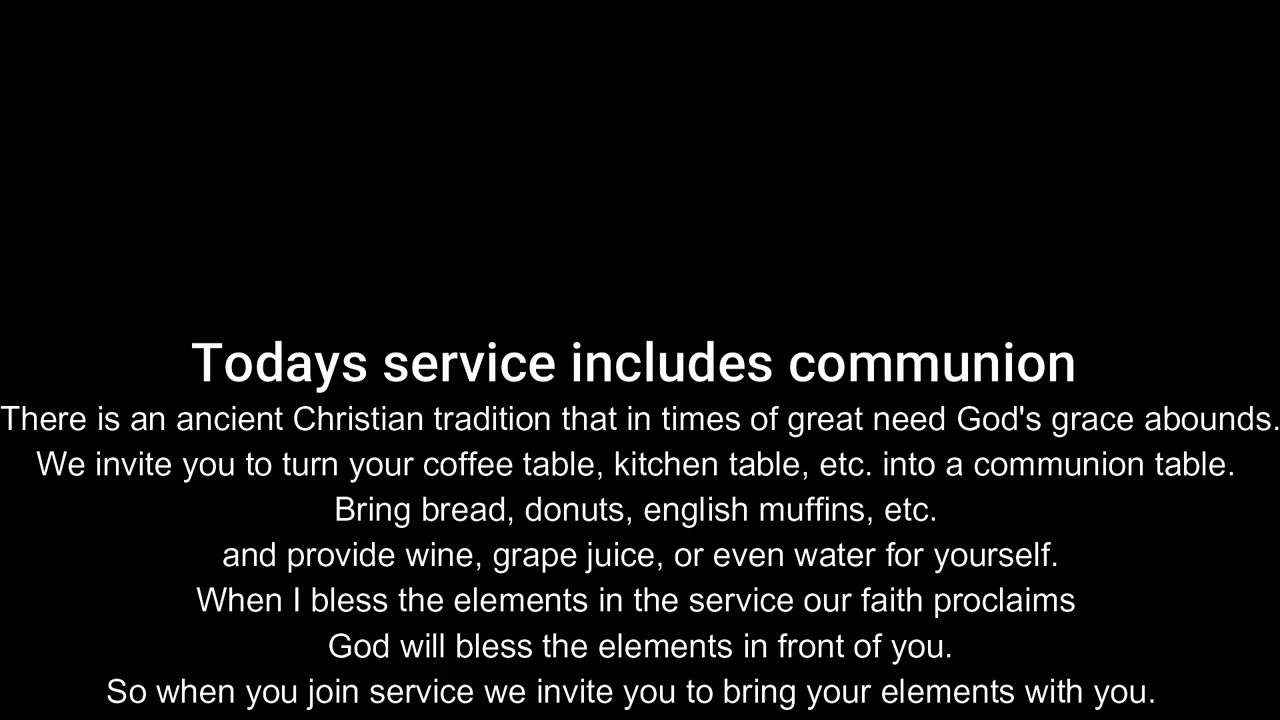 Todays service includes communion
There is an ancient Christian tradition that in times of great need God's grace abounds.
We invite you to turn your coffee table, kitchen table, etc. into a communion table.
Bring bread, donuts, english muffins, etc.
and provide wine, grape juice, or even water for yourself.
When I bless the elements in the service our faith proclaims
God will bless the elements in front of you.
So when you join service we invite you to bring your elements with you.